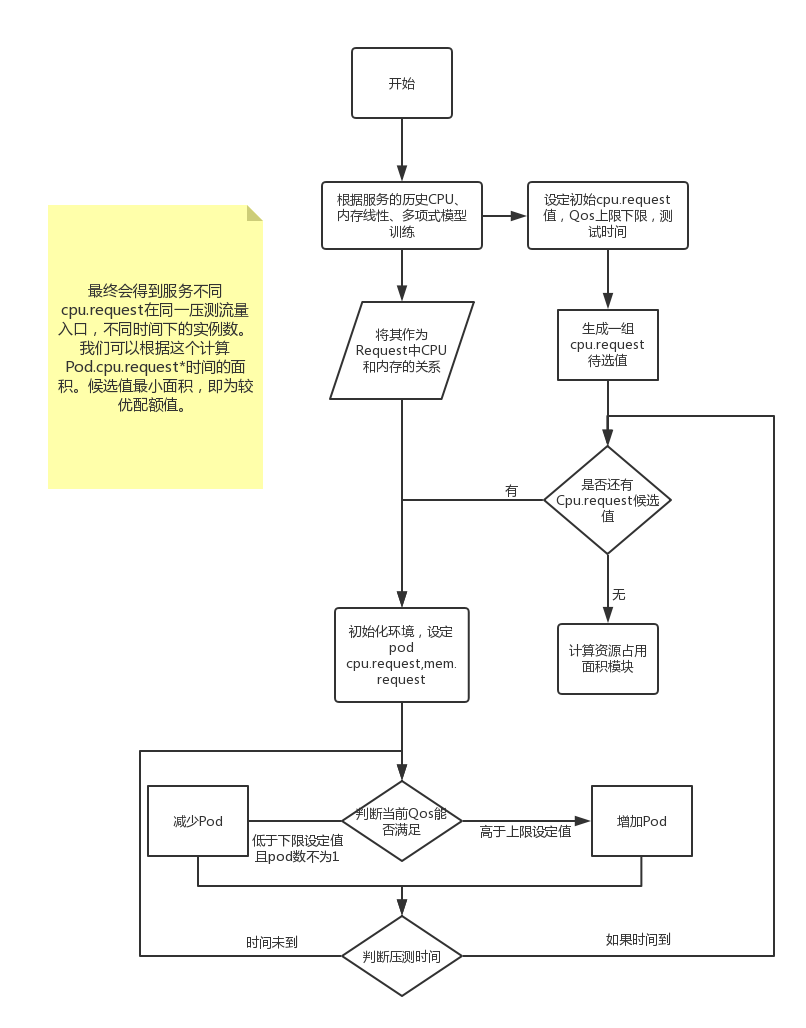 开始
根据服务的历史CPU、
内存线性、多项式模型
训练
设定初始cpu.request
值，Qos上限下限，测
试时间
最终会得到服务不同
cpu.request在同一压测流量
入口，不同时间下的实例数。
我们可以根据这个计算
Pod.cpu.request*时间的面
积。候选值最小面积，即为较
优配额值。
将其作为
Request中CPU
和内存的关系
生成一组
cpu.request
待选值
是否还有
Cpu.request候选
值
有
无
初始化环境，设定
pod
cpu.request,mem.
request
计算资源占用
面积模块
减少Pod
判断当前Qos能
否满足
增加Pod
低于下限设定值
且pod数不为1
高于上限设定值
时间未到
判断压测时间
如果时间到